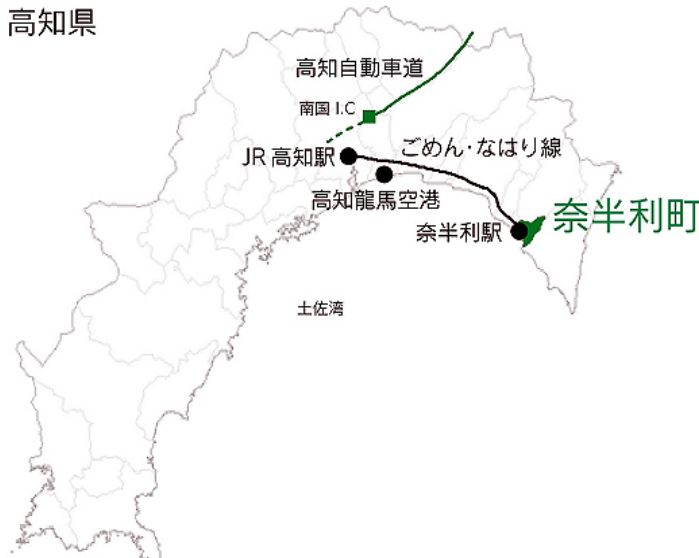 高知県
高知自動車道
南国 I.C
JR 高知駅
ごめん・なはり線
高知龍馬空港
奈半利町
奈半利駅
土佐湾